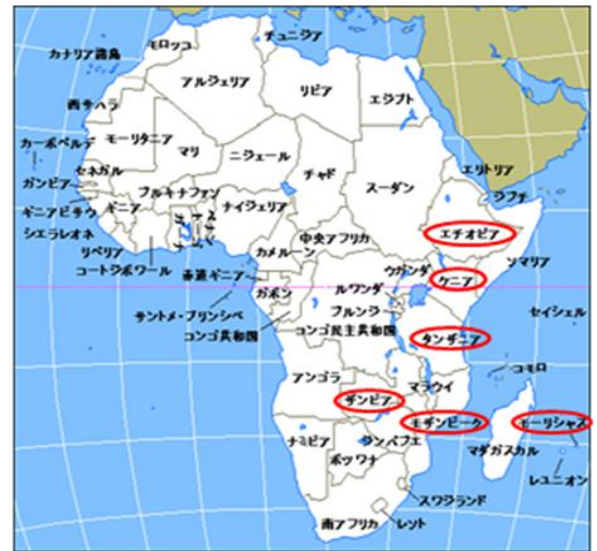 チュニジア
モロッコ
カナリア諸島
アルジェリア
リビア
エジプト
西サハラ
モーリタニア
カーボベルデ
マリ
ニジェール
チャド
スーダン
エリトリア
セネガル
ガンビア
ブルキナファソ
ジブチ
ギニアビサウ
ギニア
ナイジェリア
ベナン
トーゴ
ガーナ
シエラレオネ
中央アフリカ
エチオピア
リベリア
カメルーン
ソマリア
コートジボワール
赤道ギニア
ウガンダ
ケニア
ガボン
ルワンダ
サントメ・プリンシペ
ブルンジ
セイシェル
コンゴ共和国
コンゴ民主共和国
タンザニア
コモロ
アンゴラ
マラウイ
ザンビア
モザンビーク
モーリシャス
ナミビア
ジンバブエ
マダガスカル
ボツワナ
レユニオン
スワジランド
南アフリカ
レソト